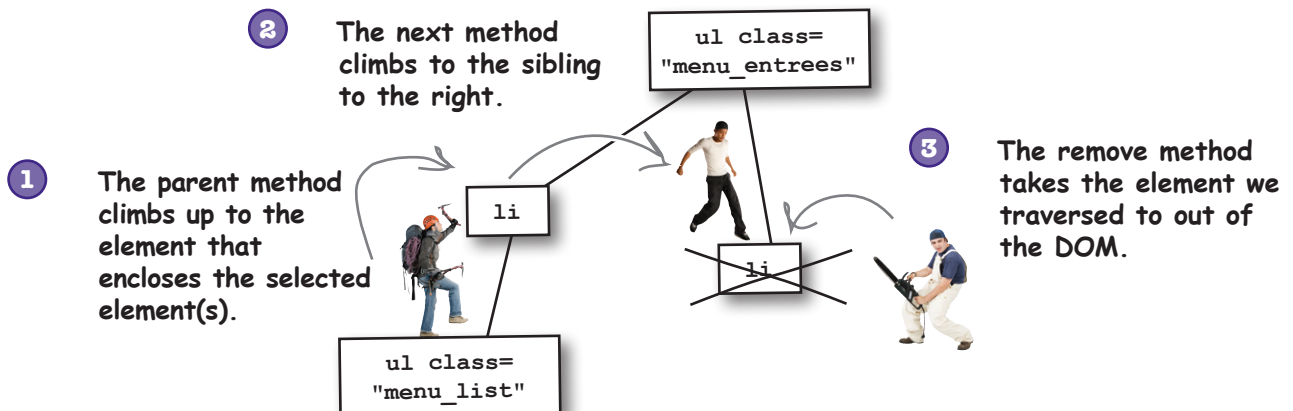 1
The parent method
climbs up to the
element that
encloses the selected
element(s).
2
The next method
climbs to the sibling
to the right.
ul class=
"menu_entrees"
li
ul class=
"menu_list"
li
3
The remove method
takes the element we
traversed to out of
the DOM.